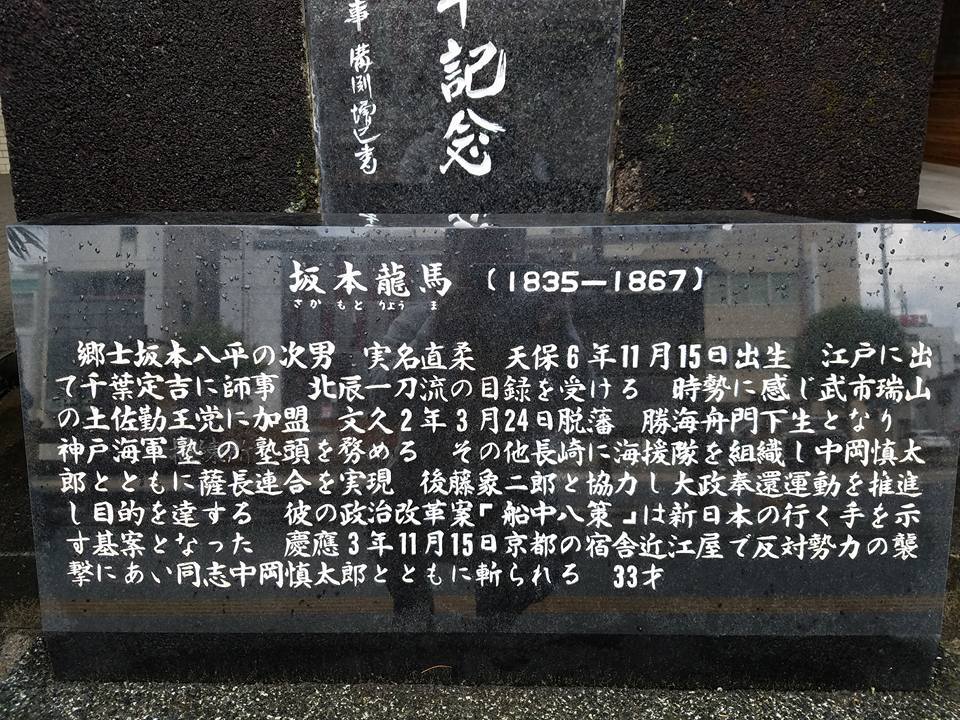 記念
坂本龍馬 (1835—1867)
さかもとりょうま
郷士坂本八平の次男 実名直柔 天保6年11月15日出生 江戸に出
て千葉定吉に師事 北辰一刀流の目録を受ける 時勢に感じ武市瑞山
の土佐勤王党に加盟 文久2年3月24日脱藩 勝海舟門下生となり
神戸海軍塾の塾頭を務める その他長崎に海援隊を組織し中岡慎太
郎とともに薩長連合を実現 後藤象二郎と協力し大政奉還運動を推進
し目的を達する 彼の政治改革案「船中八策」は新日本の行く手を示
す基案となった 慶應3年11月15日京都の宿舎近江屋で反対勢力の襲
撃にあい同志中岡慎太郎とともに斬られる 33才